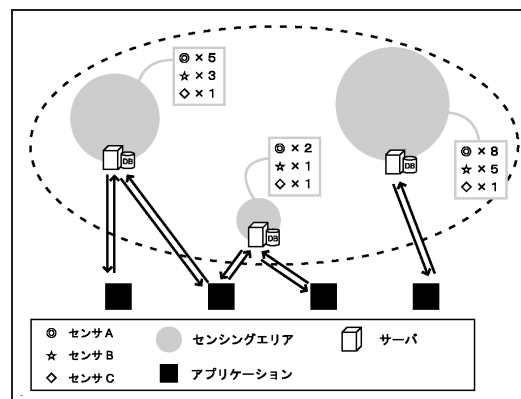 ◎ × 5
☆ × 3
◇ × 1
DB
◎ × 2
☆ × 1
◇ × 1
DB
◎ × 8
☆ × 5
◇ × 1
DB
◎ センサA
☆ センサB
◇ センサC
センシングエリア
サーバ
アプリケーション